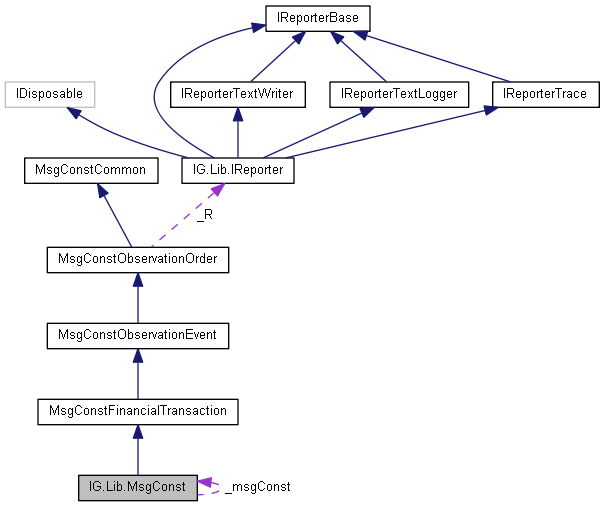 IReporterBase
IDisposable
IReporterTextWriter
IReporterTextLogger
IReporterTrace
MsgConstCommon
IG.Lib.IReporter
_R
MsgConstObservationOrder
MsgConstObservationEvent
MsgConstFinancialTransaction
IG.Lib.MsgConst
_msgConst